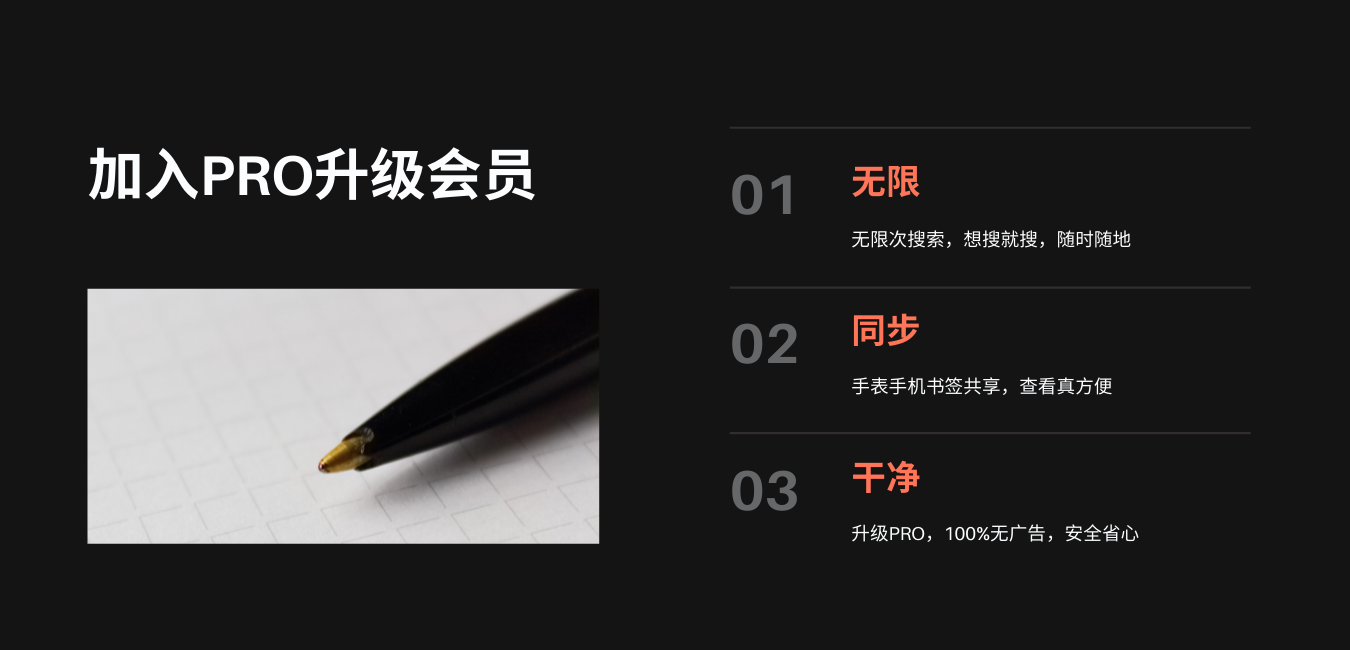 加入PRO升级会员
01
无限
无限次搜索，想搜就搜，随时随地
02
同步
手表手机书签共享，查看真方便
03
干净
升级PRO，100%无广告，安全省心